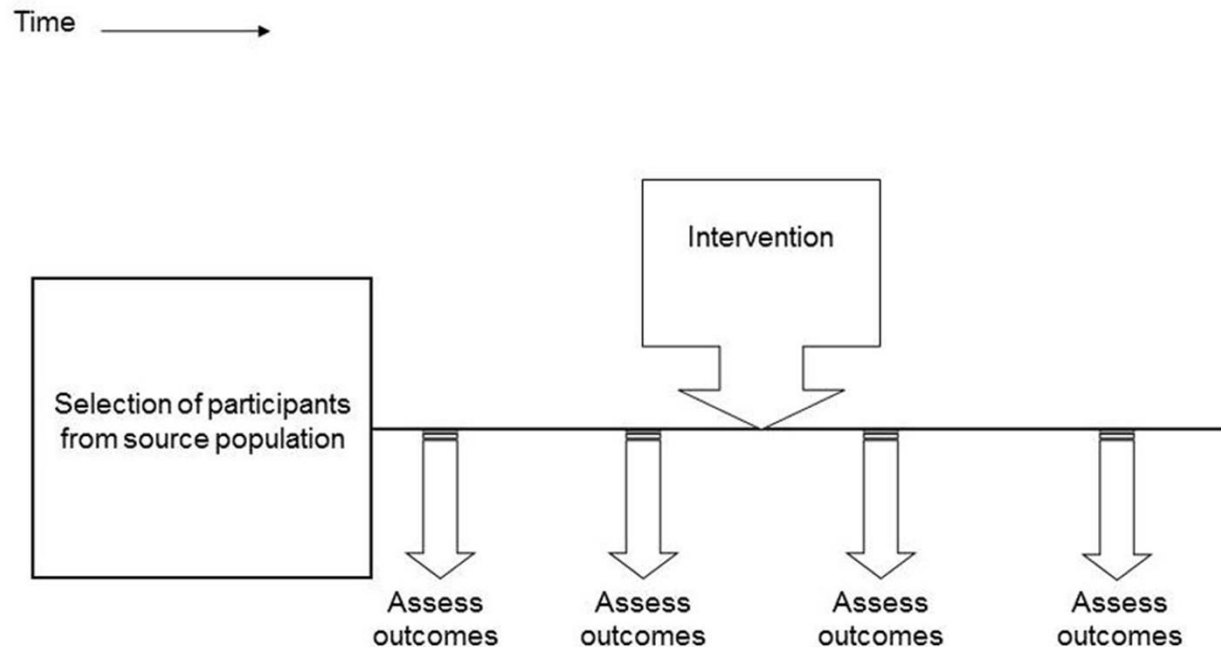 Time
Intervention
Selection of participants
from source population
Assess
outcomes
Assess
outcomes
Assess
outcomes
Assess
outcomes